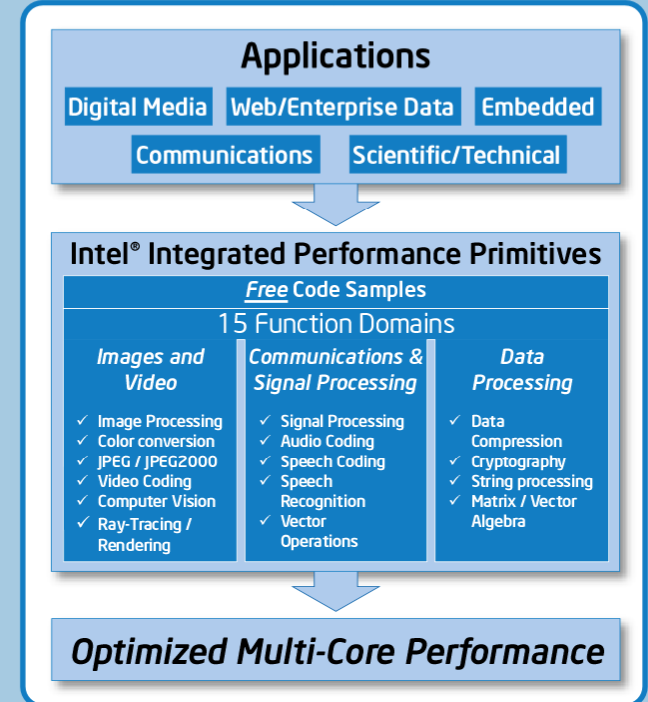 Applications
Digital Media
Web/Enterprise Data
Embedded
Communications
Scientific/Technical
Intel® Integrated Performance Primitives
Free Code Samples
15 Function Domains
Images and
Video
✓ Image Processing
✓ Color conversion
✓ JPEG / JPEG2000
✓ Video Coding
✓ Computer Vision
✓ Ray-Tracing /
Rendering
Communications &
Signal Processing
✓ Signal Processing
✓ Audio Coding
✓ Speech Coding
✓ Speech
Recognition
✓ Vector
Operations
Data
Processing
✓ Data
Compression
✓ Cryptography
✓ String processing
✓ Matrix / Vector
Algebra
Optimized Multi-Core Performance